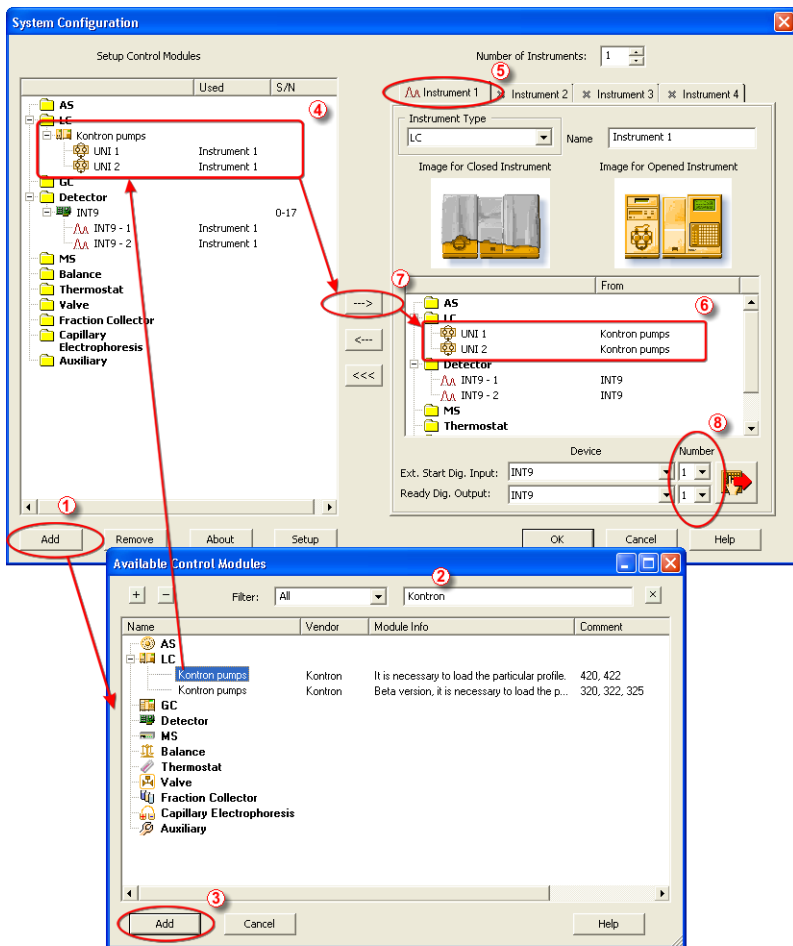 System Configuration
Setup Control Modules
Number of Instruments: 1
Used S/N
AS
LC
Kontron pumps
UNI 1 Instrument 1
UNI 2 Instrument 1
GC
Detector
INT9 0-17
INT9 - 1 Instrument 1
INT9 - 2 Instrument 1
MS
Balance
Thermostat
Valve
Fraction Collector
Capillary
Electrophoresis
Auxiliary
4
--->
<---
<<<
5
Instrument 1 Instrument 2 Instrument 3 Instrument 4
Instrument Type
LC Name Instrument 1
Image for Closed Instrument Image for Opened Instrument
7
From
6
AS
LC
UNI 1 Kontron pumps
UNI 2 Kontron pumps
Detector
INT9 - 1 INT9
INT9 - 2 INT9
MS
Thermostat
8
Device Number
Ext. Start Dig. Input: INT9 1
Ready Dig. Output: INT9 1
1
Add Remove About Setup OK Cancel Help
Available Control Modules
2
+ - Filter: All Kontron ×
Name Vendor Module Info Comment
AS
LC
Kontron pumps Kontron It is necessary to load the particular profile. 420, 422
Kontron pumps Kontron Beta version, it is necessary to load the p... 320, 322, 325
GC
Detector
MS
Balance
Thermostat
Valve
Fraction Collector
Capillary Electrophoresis
Auxiliary
3
Add Cancel Help